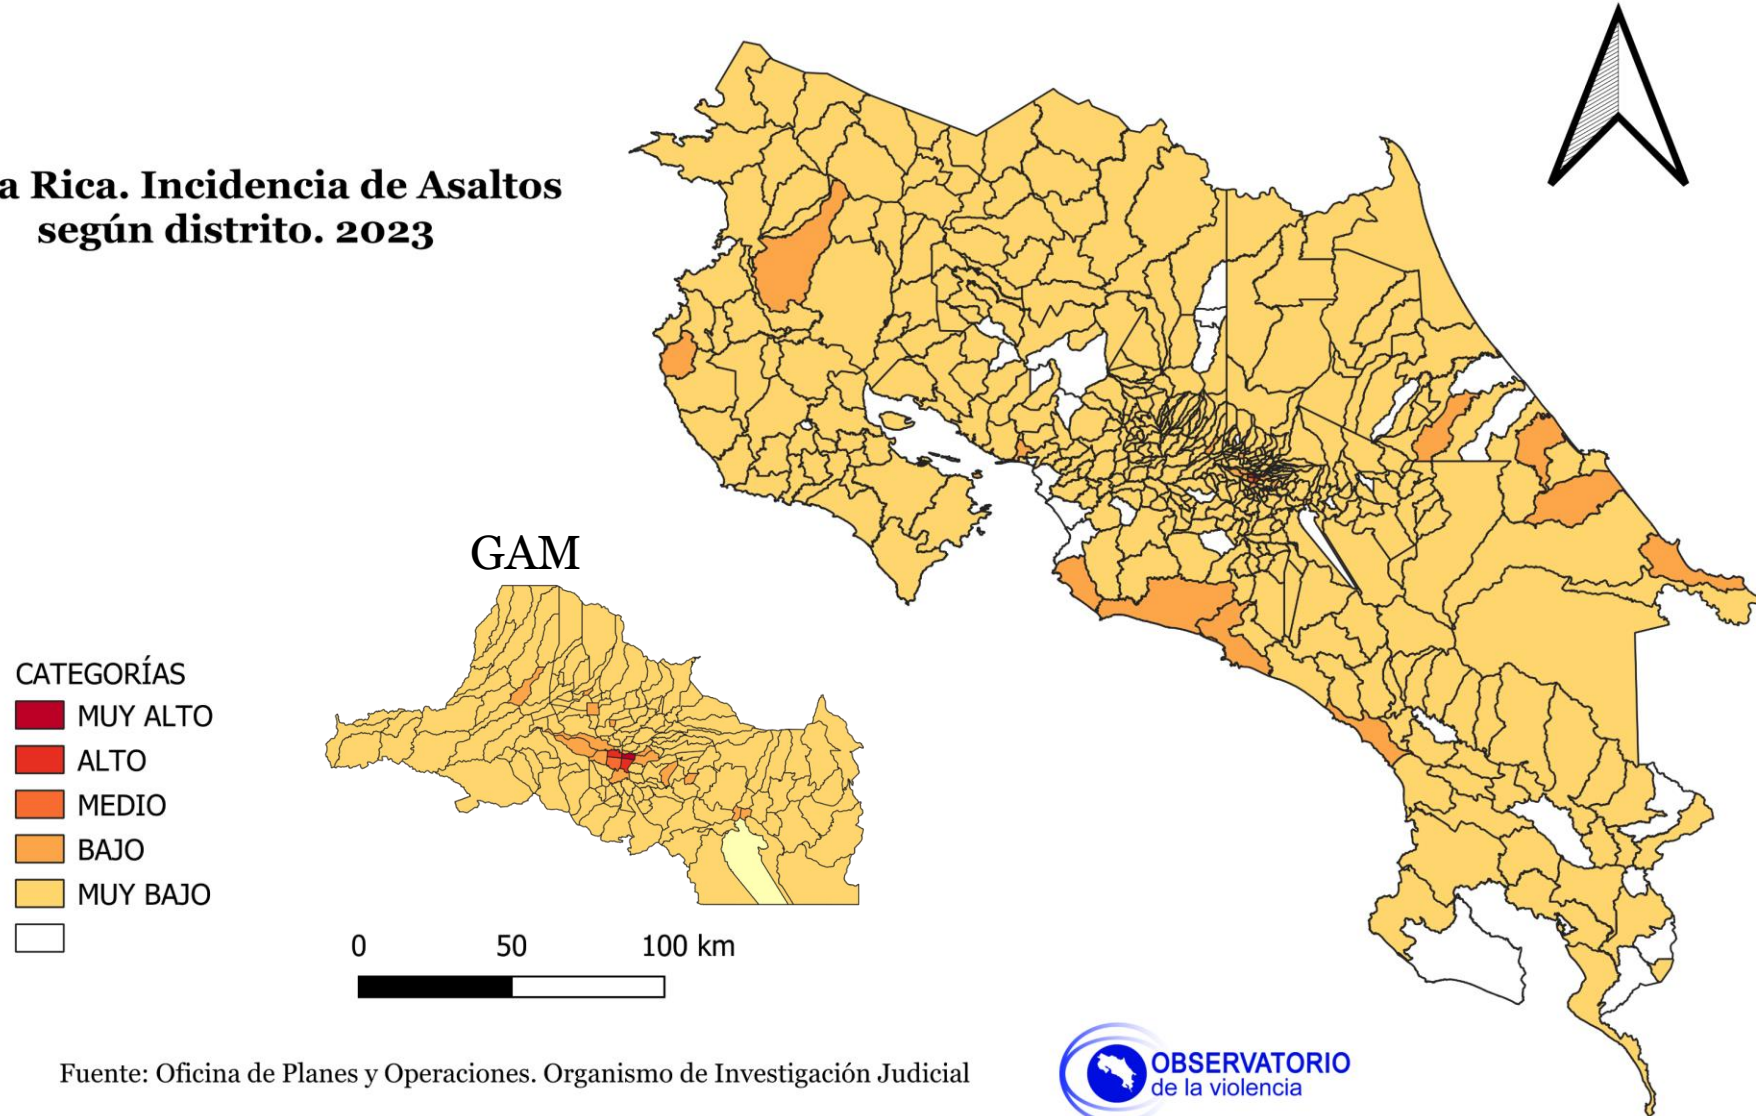 a Rica. Incidencia de Asaltos
según distrito. 2023
GAM
CATEGORÍAS
MUY ALTO
ALTO
MEDIO
BAJO
MUY BAJO
0 50 100 km
Fuente: Oficina de Planes y Operaciones. Organismo de Investigación Judicial
OBSERVATORIO
de la violencia